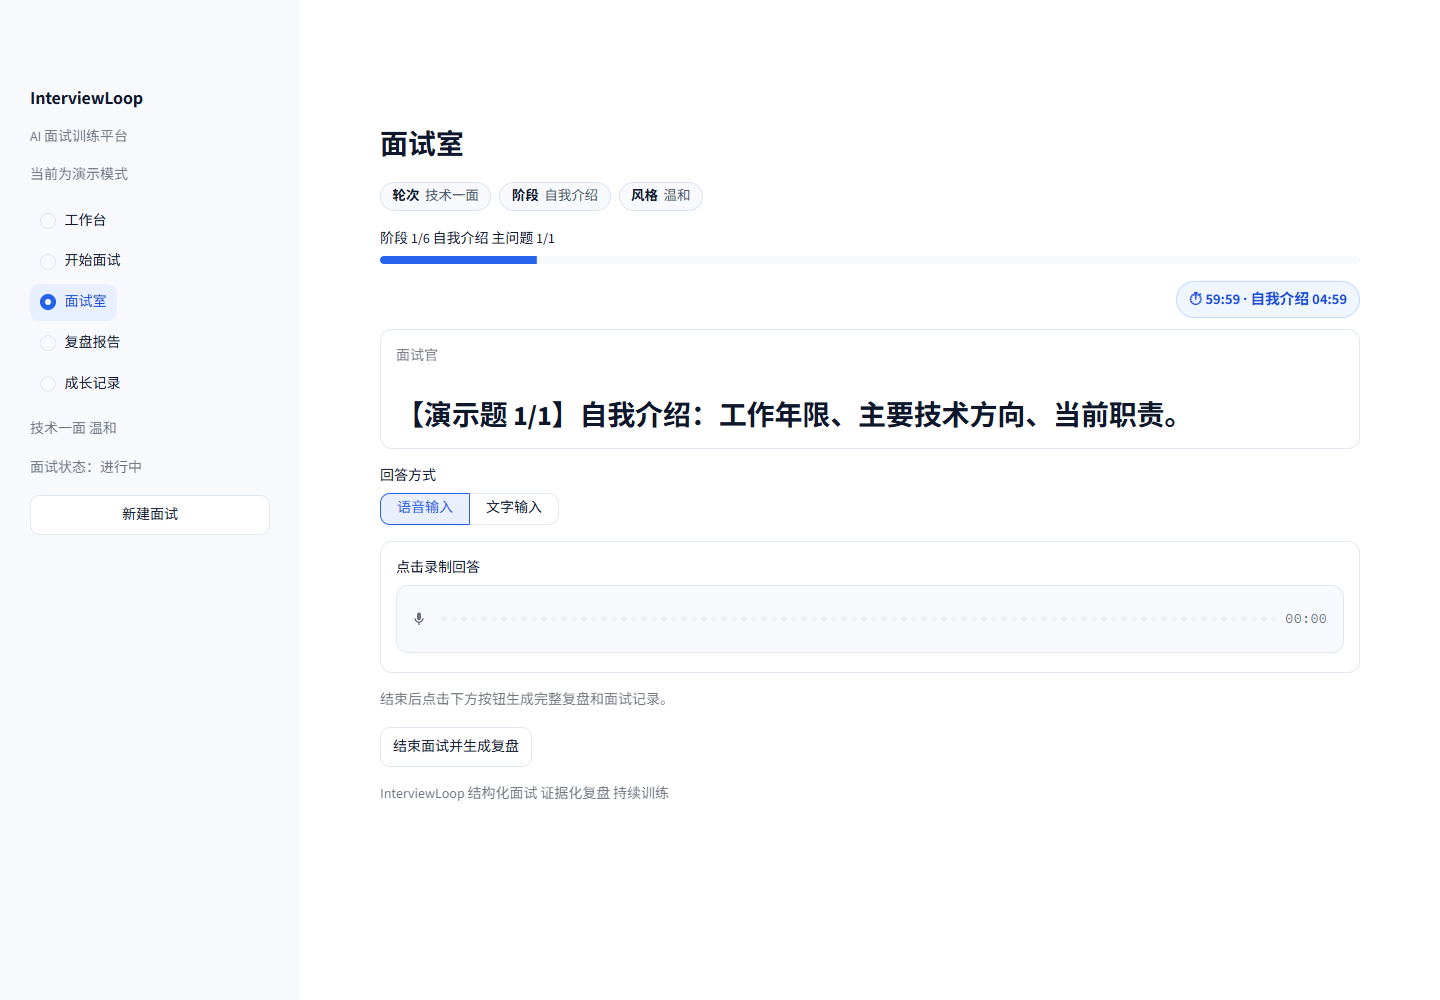 InterviewLoop
AI 面试训练平台
当前为演示模式
工作台
开始面试
面试室
复盘报告
成长记录
技术一面 温和
面试状态：进行中
新建面试
面试室
轮次 技术一面
阶段 自我介绍
风格 温和
阶段 1/6 自我介绍 主问题 1/1
⏱ 59:59 · 自我介绍 04:59
面试官
【演示题 1/1】自我介绍：工作年限、主要技术方向、当前职责。
回答方式
语音输入
文字输入
点击录制回答
00:00
结束后点击下方按钮生成完整复盘和面试记录。
结束面试并生成复盘
InterviewLoop 结构化面试 证据化复盘 持续训练